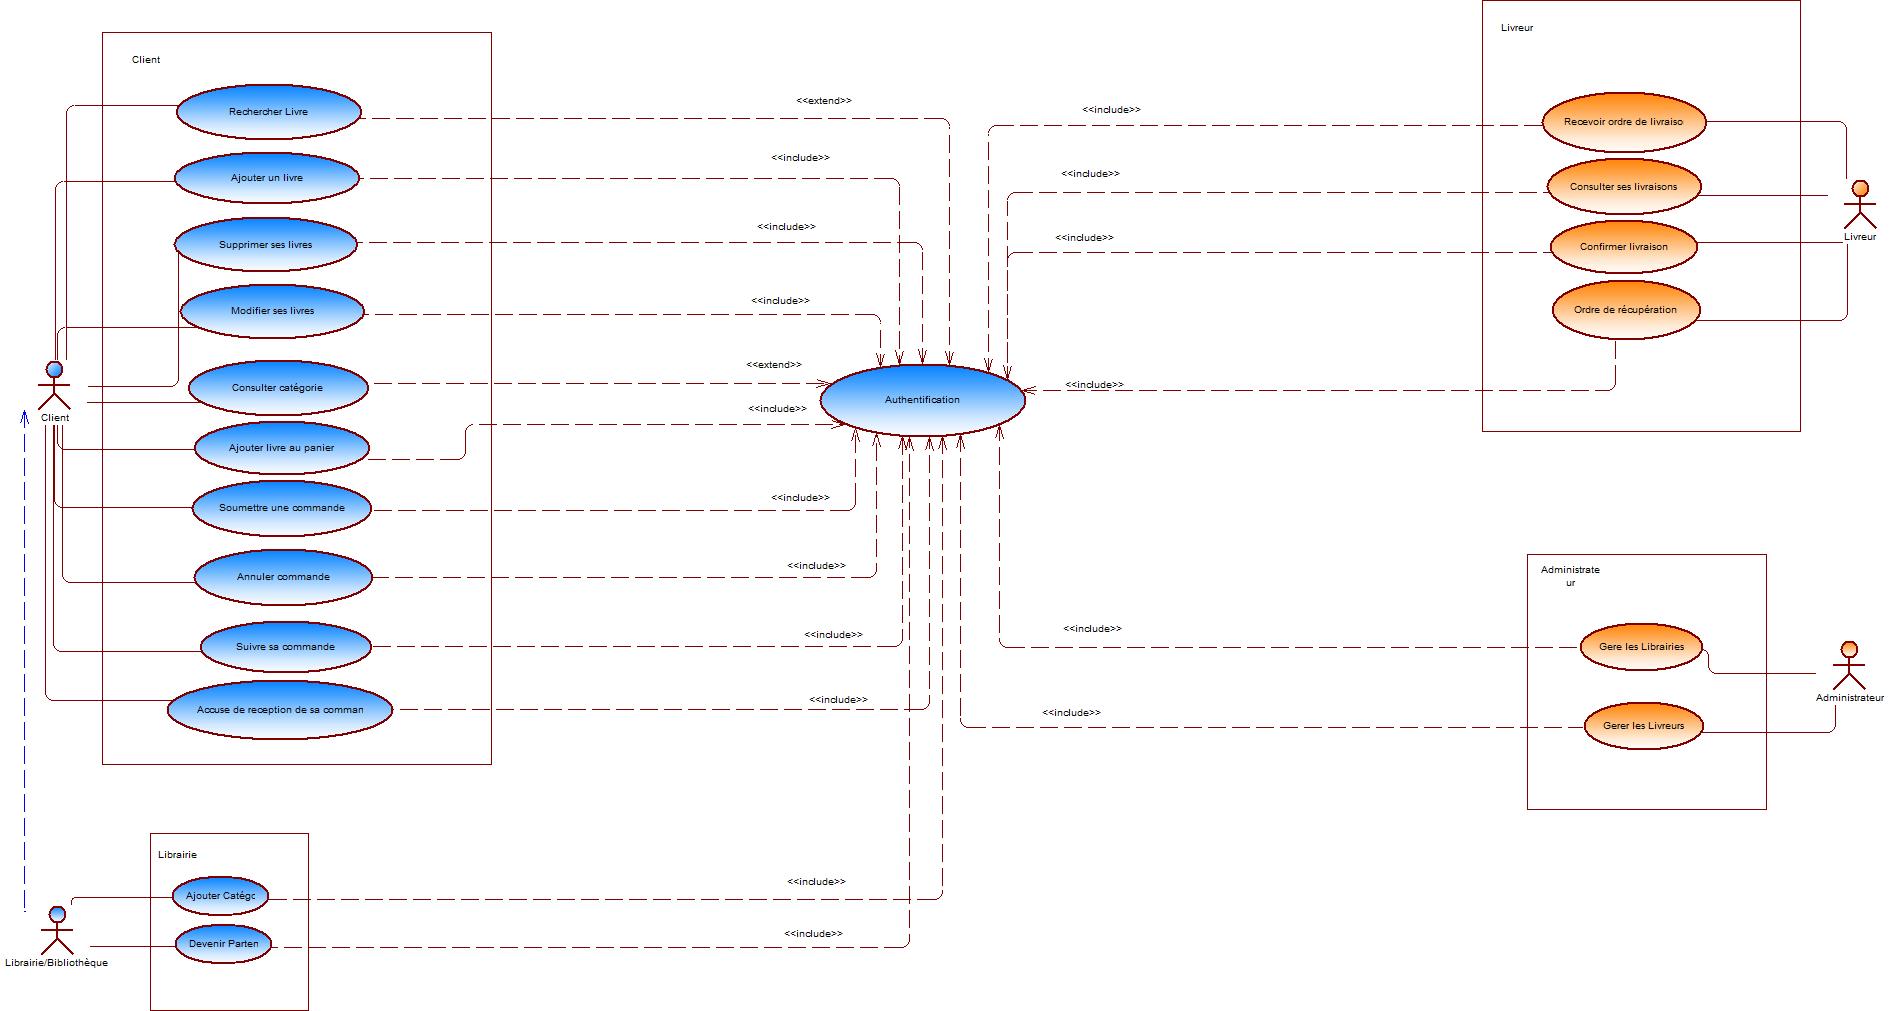 Client
Rechercher Livre
<<extend>>
Ajouter un livre
<<include>>
Supprimer ses livres
<<include>>
Modifier ses livres
<<include>>
Consulter catégorie
<<extend>>
Ajouter livre au panier
<<include>>
Soumettre une commande
<<include>>
Annuler commande
<<include>>
Suivre sa commande
<<include>>
Accuse de reception de sa comman
<<include>>
Client
Authentification
Livreur
Recevoir ordre de livraiso
<<include>>
Consulter ses livraisons
<<include>>
Confirmer livraison
<<include>>
Ordre de récupération
<<include>>
Livreur
Administrate
ur
Gere les Librairies
<<include>>
Gerer les Livreurs
<<include>>
Administrateur
Librairie
Ajouter Catégc
<<include>>
Devenir Parten
<<include>>
Librairie/Bibliothèque